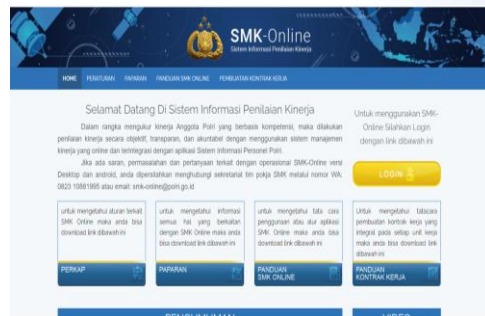 SMK-Online
Sistem Informasi Penilaian Kinerja
HOME PERATURAN PAPARAN PANDUAN SMK ONLINE PEMBUATAN KONTRAK KERJA
Selamat Datang Di Sistem Informasi Penilaian Kinerja
Dalam rangka mengukur kinerja Anggota Polri yang berbasis kompetensi, maka dilakukan
penilaian kinerja secara objektif, transparan, dan akuntabel dengan menggunakan sistem manajemen
kinerja yang online dan terintegrasi dengan aplikasi Sistem Informasi Personel Polri.
Jika ada saran, permasalahan dan pertanyaan terkait dengan operasional SMK-Online versi
Desktop dan android, anda dipersilahkan menghubungi sekretariat tim pokja SMK melalui nomor WA:
0823 10881995 atau email: smk-online@polri.go.id
Untuk menggunakan SMK-
Online Silahkan Login
dengan link dibawah ini
LOGIN
untuk mengetahui aturan terkait
SMK Online maka anda bisa
download link dibawah ini
PERKAP
untuk mengetahui informasi
semua hal yang berkaitan
dengan SMK Online maka anda
bisa download link dibawah ini
PAPARAN
untuk mengetahui tata cara
penggunaan atau alur aplikasi
SMK Online maka anda bisa
download link dibawah ini
PANDUAN
SMK ONLINE
Untuk mengetahui tatacara
pembuatan kontrak kerja yang
integral pada setiap unit kerja
maka anda bisa download link
dibawah ini
PANDUAN
KONTRAK KERJA
PENGUMUMAN
VIDEO